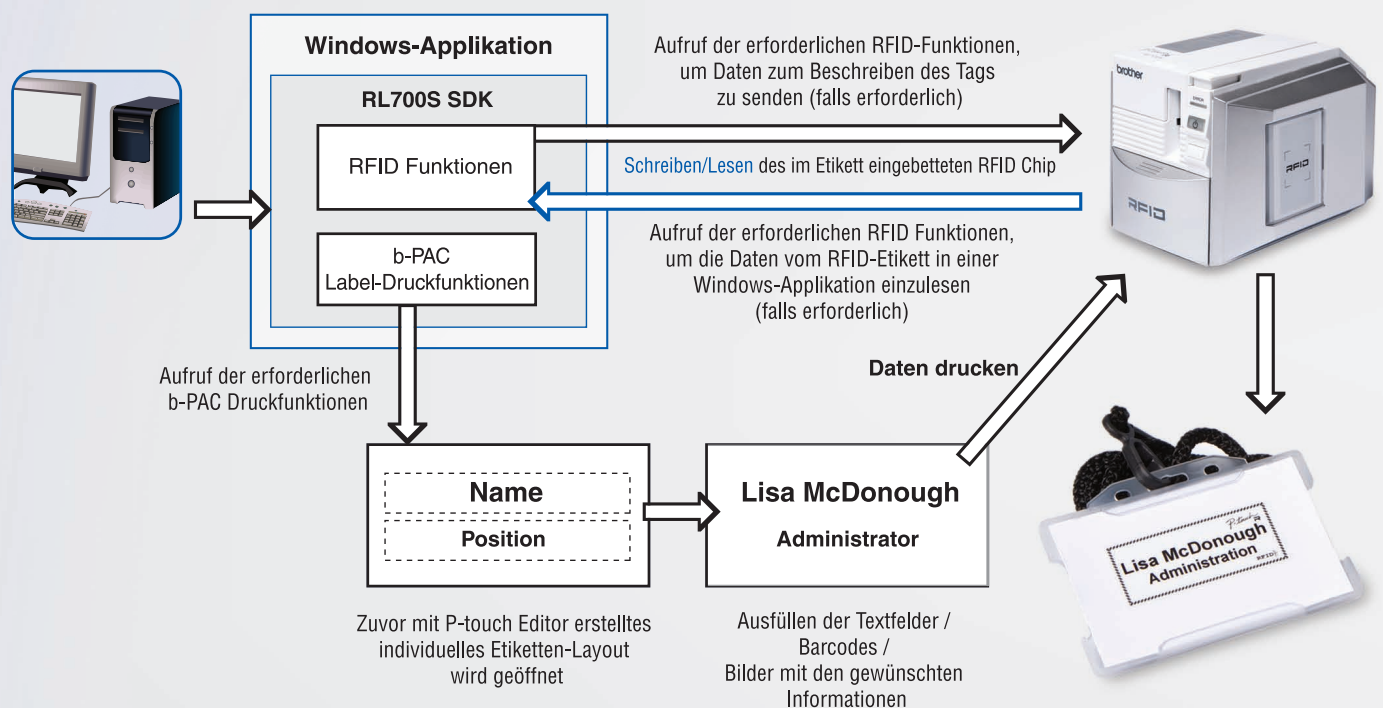 Windows-Applikation
RL700S SDK
RFID Funktionen
b-PAC
Label-Druckfunktionen
Aufruf der erforderlichen RFID-Funktionen,
um Daten zum Beschreiben des Tags
zu senden (falls erforderlich)
Schreiben/Lesen des im Etikett eingebetteten RFID Chip
Aufruf der erforderlichen RFID Funktionen,
um die Daten vom RFID-Etikett in einer
Windows-Applikation einzulesen
(falls erforderlich)
brother
ERROR
RFID
RFID
Aufruf der erforderlichen
b-PAC Druckfunktionen
Daten drucken
Name
Position
Lisa McDonough
Administrator
P-touch
Lisa McDonough
Administration
RFID
Zuvor mit P-touch Editor erstelltes
individuelles Etiketten-Layout
wird geöffnet
Ausfüllen der Textfelder /
Barcodes /
Bilder mit den gewünschten
Informationen